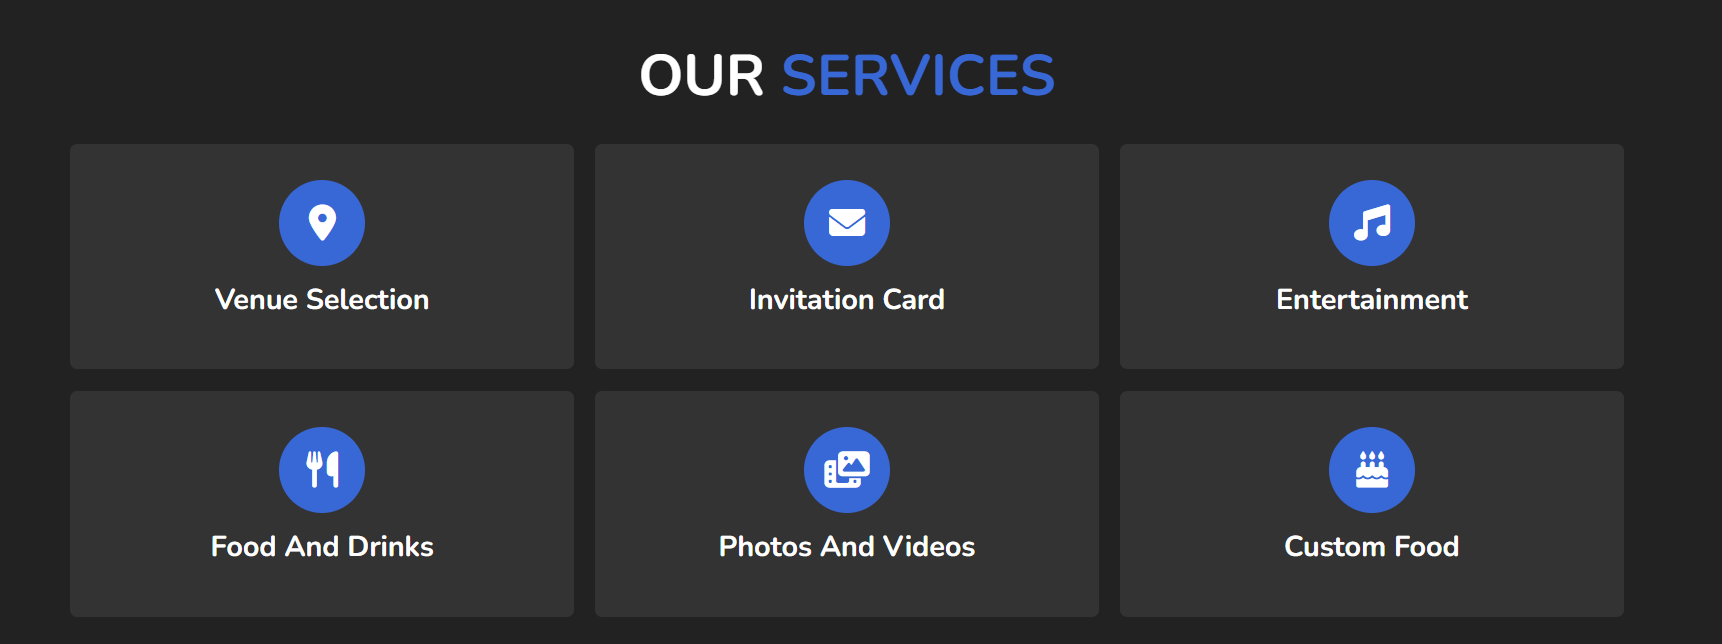 OUR SERVICES
Venue Selection
Invitation Card
Entertainment
Food And Drinks
Photos And Videos
Custom Food